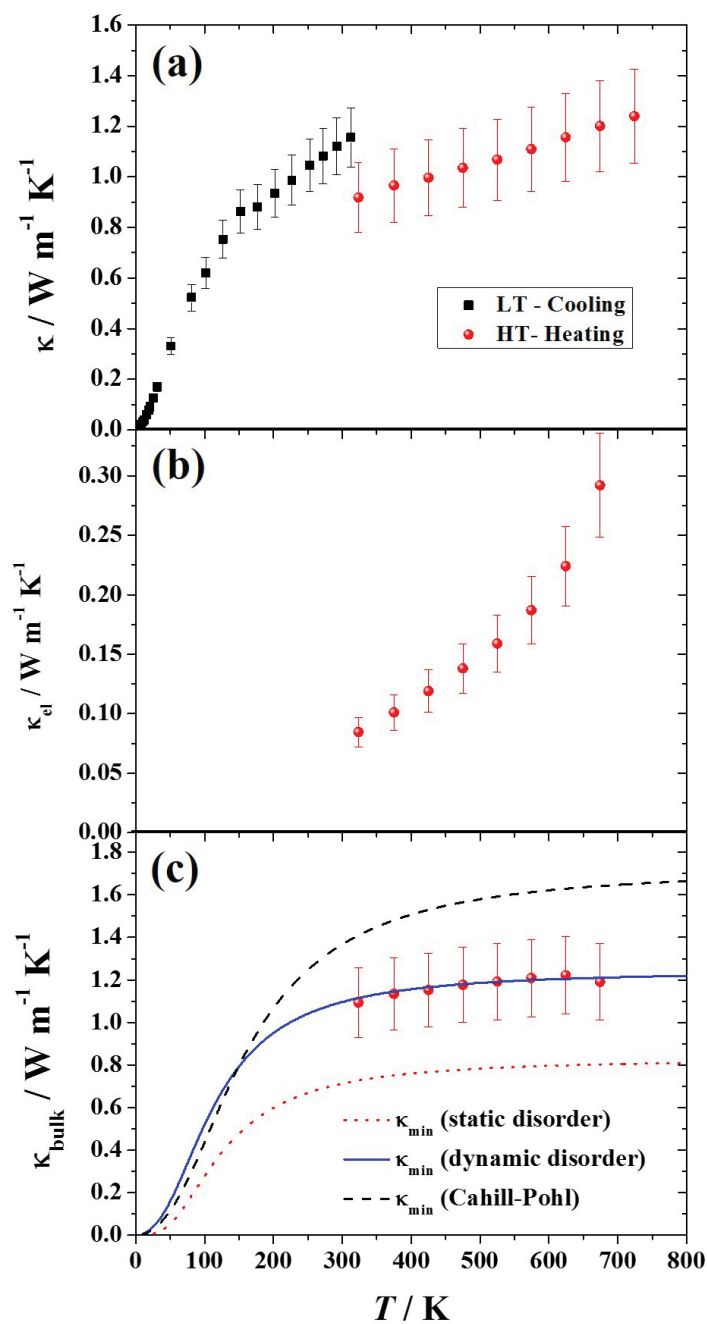 (a)
1.6
1.4
1.2
1.0
0.8
0.6
0.4
0.2
0.0
κ / W m⁻¹ K⁻¹
LT - Cooling
HT- Heating
(b)
0.30
0.25
0.20
0.15
0.10
0.05
0.00
κel / W m⁻¹ K⁻¹
(c)
1.8
1.6
1.4
1.2
1.0
0.8
0.6
0.4
0.2
0.0
κbulk / W m⁻¹ K⁻¹
κmin (static disorder)
κmin (dynamic disorder)
κmin (Cahill-Pohl)
0 100 200 300 400 500 600 700 800
T / K